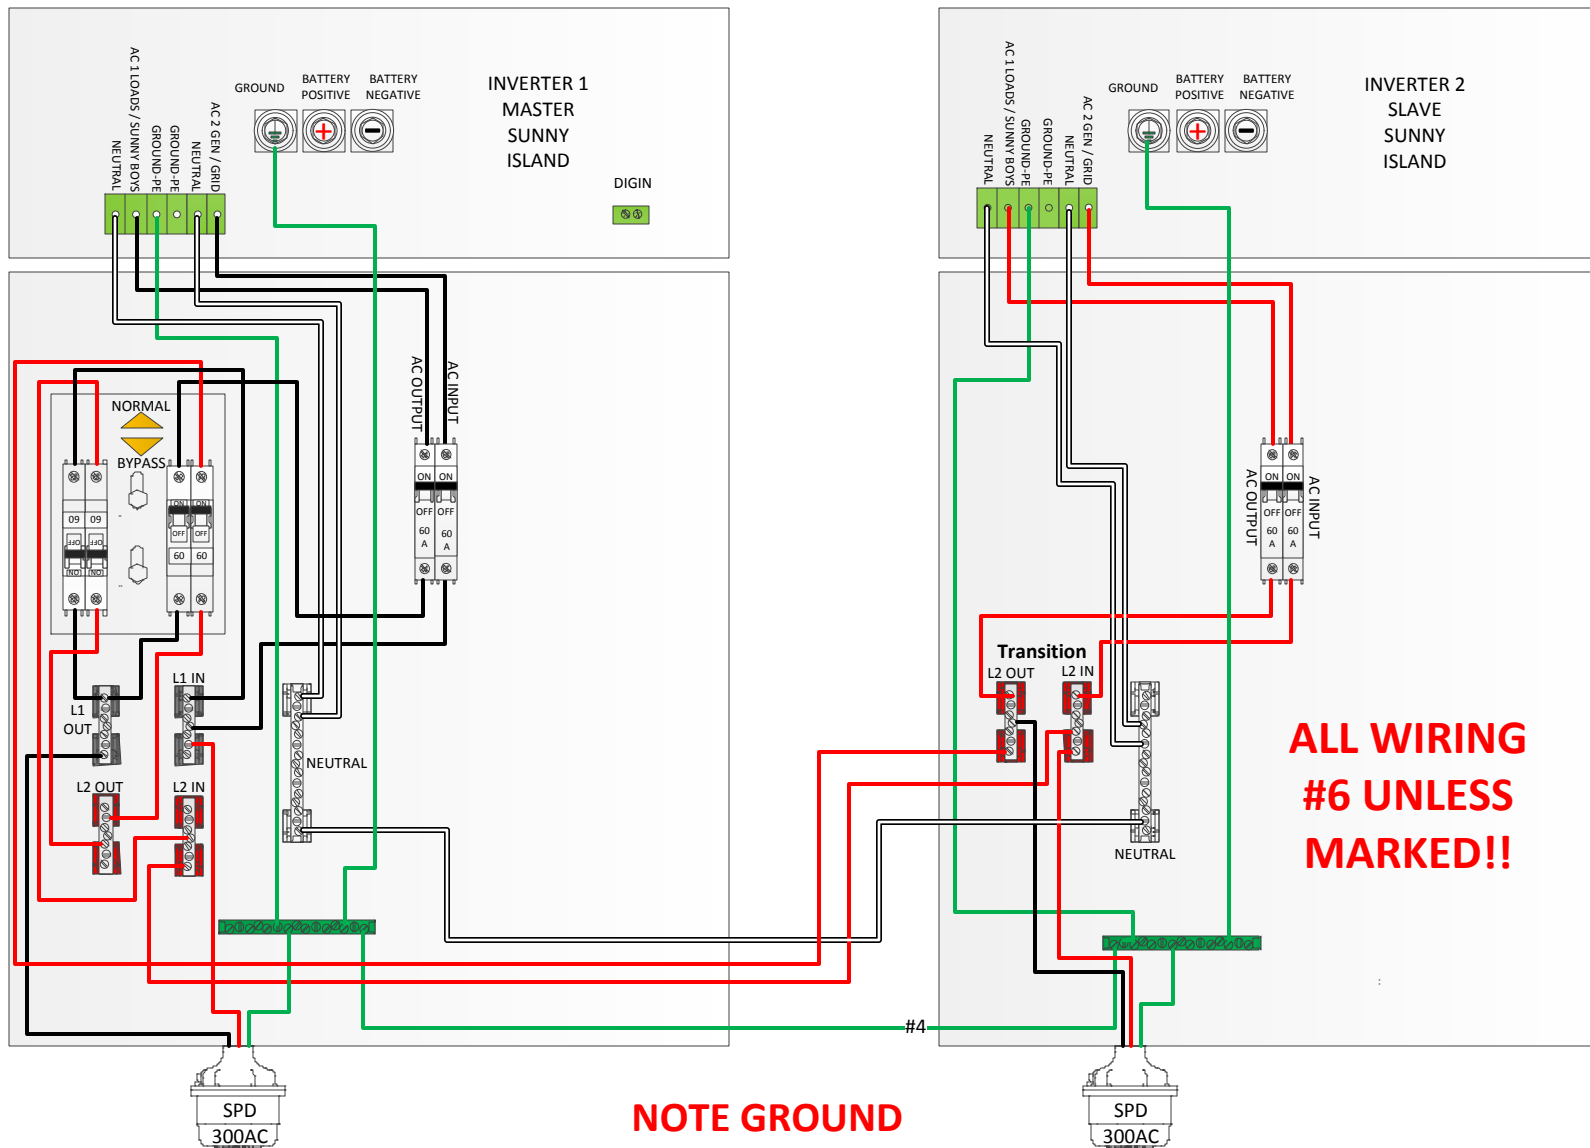 INVERTER 1
MASTER
SUNNY
ISLAND
GROUND
BATTERY
POSITIVE
BATTERY
NEGATIVE
NEUTRAL
AC 1 LOADS / SUNNY BOYS
GROUND-PE
GROUND-PE
NEUTRAL
AC 2 GEN / GRID
DIGIN
INVERTER 2
SLAVE
SUNNY
ISLAND
GROUND
BATTERY
POSITIVE
BATTERY
NEGATIVE
NEUTRAL
AC 1 LOADS / SUNNY BOYS
GROUND-PE
GROUND-PE
NEUTRAL
AC 2 GEN / GRID
NORMAL
BYPASS
60
60
OFF
OFF
ON
ON
ON
ON
OFF
OFF
60
60
AC OUTPUT
AC INPUT
ON
ON
OFF
OFF
60
A
60
A
L1
OUT
L1 IN
L2 OUT
L2 IN
NEUTRAL
AC OUTPUT
AC INPUT
ON
ON
OFF
OFF
60
A
60
A
Transition
L2 OUT
L2 IN
NEUTRAL
ALL WIRING
#6 UNLESS
MARKED!!
#4
SPD
300AC
NOTE GROUND
SPD
300AC